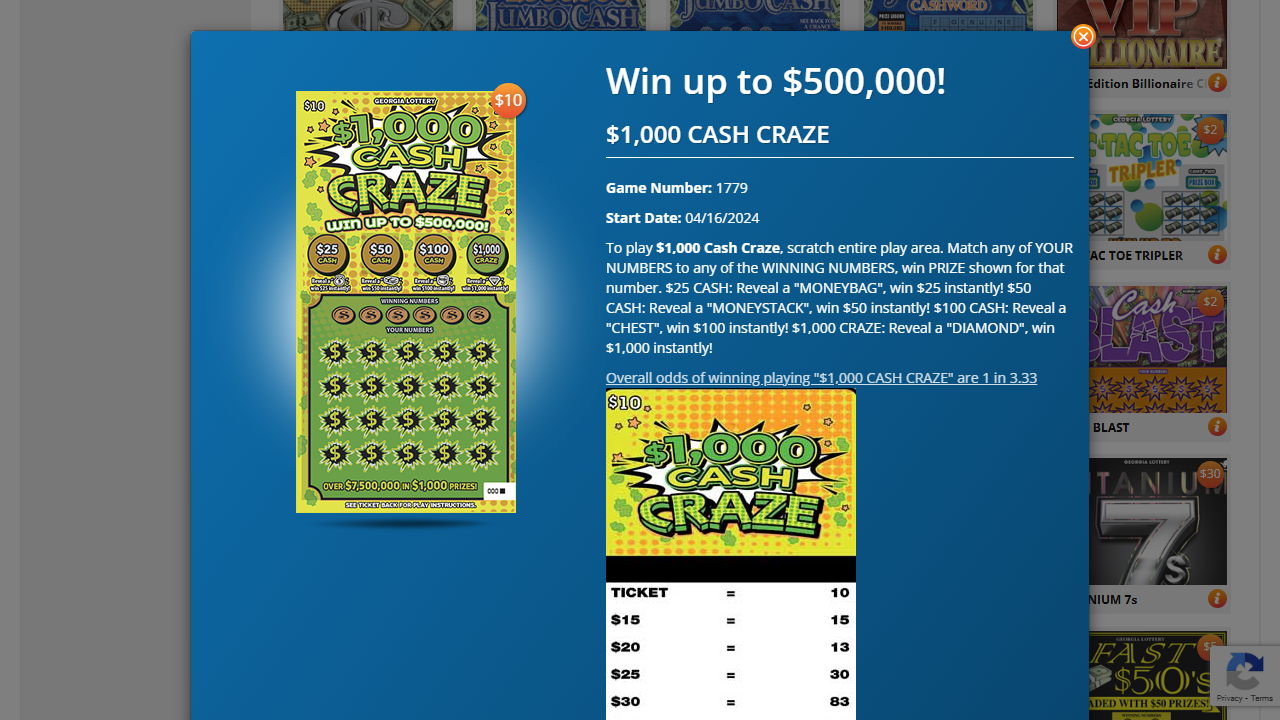 JUMBO CASH
JUMBO CASH
CASHWORD
VIP
Win up to $500,000!
$1,000 CASH CRAZE
Game Number: 1779
Start Date: 04/16/2024
To play $1,000 Cash Craze, scratch entire play area. Match any of YOUR
NUMBERS to any of the WINNING NUMBERS, win PRIZE shown for that
number. $25 CASH: Reveal a "MONEYBAG", win $25 instantly! $50
CASH: Reveal a "MONEYSTACK", win $50 instantly! $100 CASH: Reveal a
"CHEST", win $100 instantly! $1,000 CRAZE: Reveal a "DIAMOND", win
$1,000 instantly!
Overall odds of winning playing "$1,000 CASH CRAZE" are 1 in 3.33
$10
$1,000
CASH
CRAZE
TICKET = 10
$15 = 15
$20 = 13
$25 = 30
$30 = 83
$10
GEORGIA LOTTERY
$10
$1,000
CASH
CRAZE
WIN UP TO $500,000!
$25 CASH
$50 CASH
$100 CASH
$1,000 CRAZE
WINNING NUMBERS
YOUR NUMBERS
OVER $7,500,000 IN $1,000 PRIZES!
SEE TICKET BACK FOR PLAY INSTRUCTIONS.
Edition Billionaire
GEORGIA LOTTERY
$2
TRIPLER
AC TOE TRIPLER
Cash
$2
BLAST
BLAST
GEORGIA LOTTERY
$30
7s
NIUM 7s
GEORGIA LOTTERY
$5
FAST
$50's
Privacy - Terms